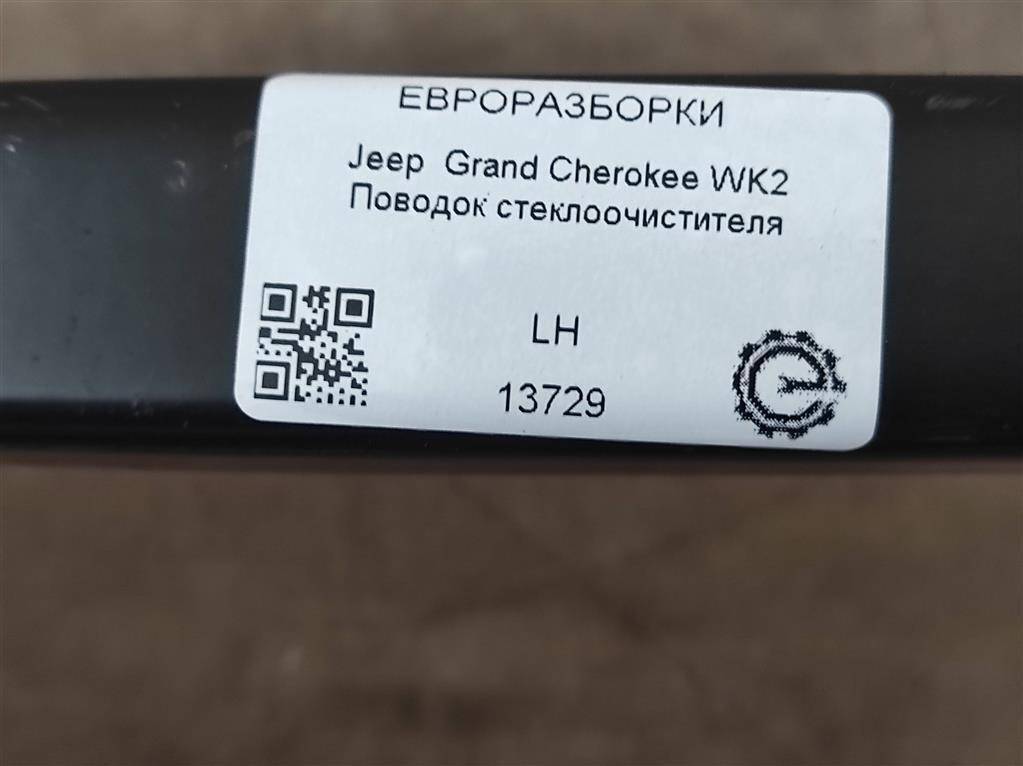 ЕВРОРАЗБОРКИ
Jeep Grand Cherokee WK2
Поводок стеклоочистителя
LH
13729